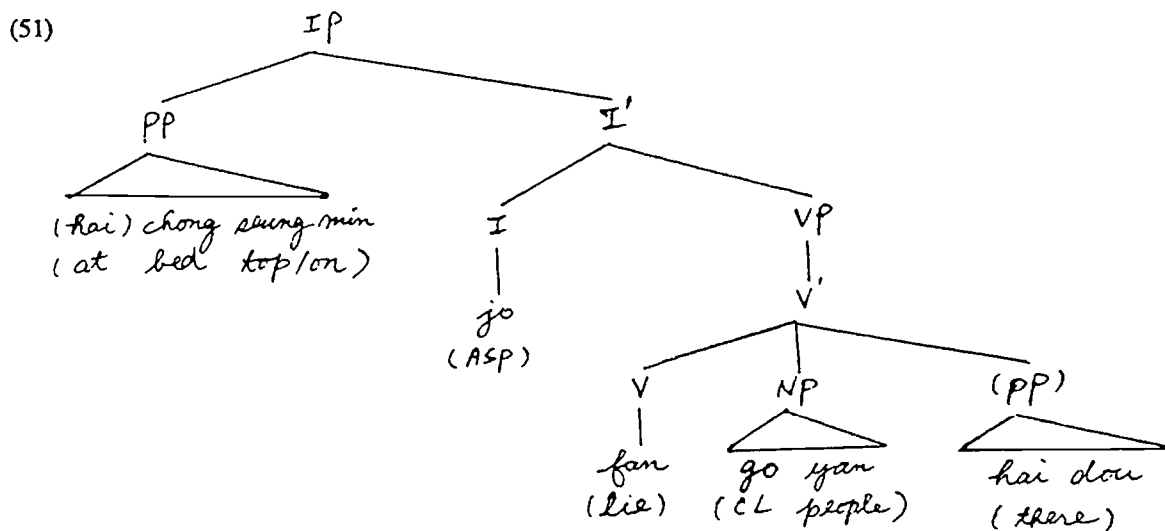 (51)
IP
PP I'
(hai) chong seung min
(at bed top/on)
I VP
jo
(ASP)
V'
V NP (PP)
fan go yan hai dou
(lie) (CL people) (there)